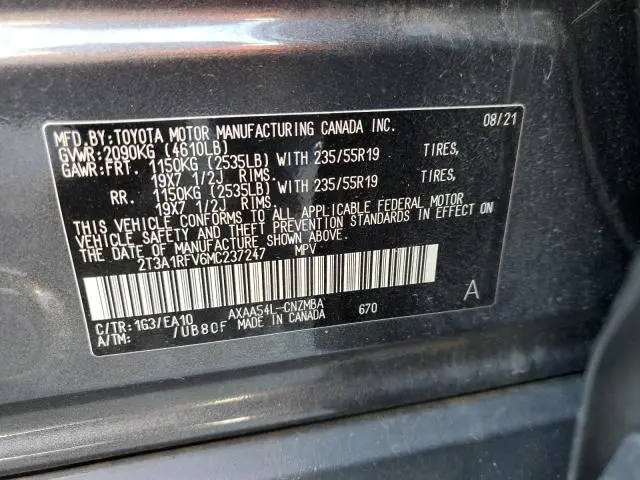 MFD.BY:TOYOTA MOTOR MANUFACTURING CANADA INC. 08/21
GVWR:2090KG (4610LB)
GAWR:FRT. 1150KG (2535LB) WITH 235/55R19 TIRES,
19X7 1/2J RIMS.
RR. 1150KG (2535LB) WITH 235/55R19 TIRES,
19X7 1/2J RIMS.
THIS VEHICLE CONFORMS TO ALL APPLICABLE FEDERAL MOTOR
VEHICLE SAFETY AND THEFT PREVENTION STANDARDS IN EFFECT ON
THE DATE OF MANUFACTURE SHOWN ABOVE.
2T3A1RFV6MC237247 MPV
C/TR:1G3/EA10 AXAA54L-CNZMBA 670 A
A/TM: /UB80F MADE IN CANADA